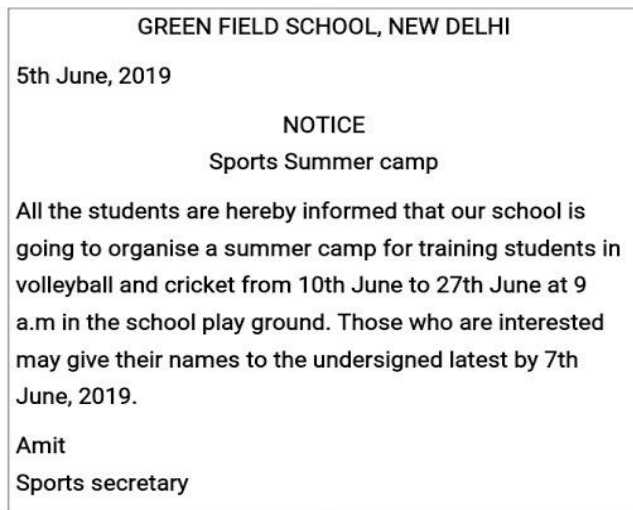 GREEN FIELD SCHOOL, NEW DELHI
5th June, 2019
NOTICE
Sports Summer camp
All the students are hereby informed that our school is
going to organise a summer camp for training students in
volleyball and cricket from 10th June to 27th June at 9
a.m in the school play ground. Those who are interested
may give their names to the undersigned latest by 7th
June, 2019.
Amit
Sports secretary